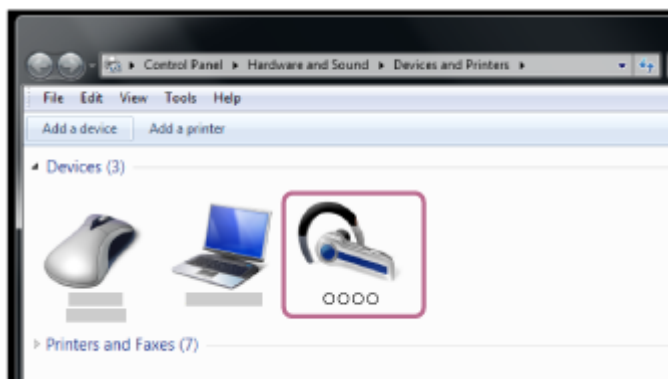 Control Panel ▸ Hardware and Sound ▸ Devices and Printers ▸
File Edit View Tools Help
Add a device Add a printer
Devices (3)
○○○○
Printers and Faxes (7)